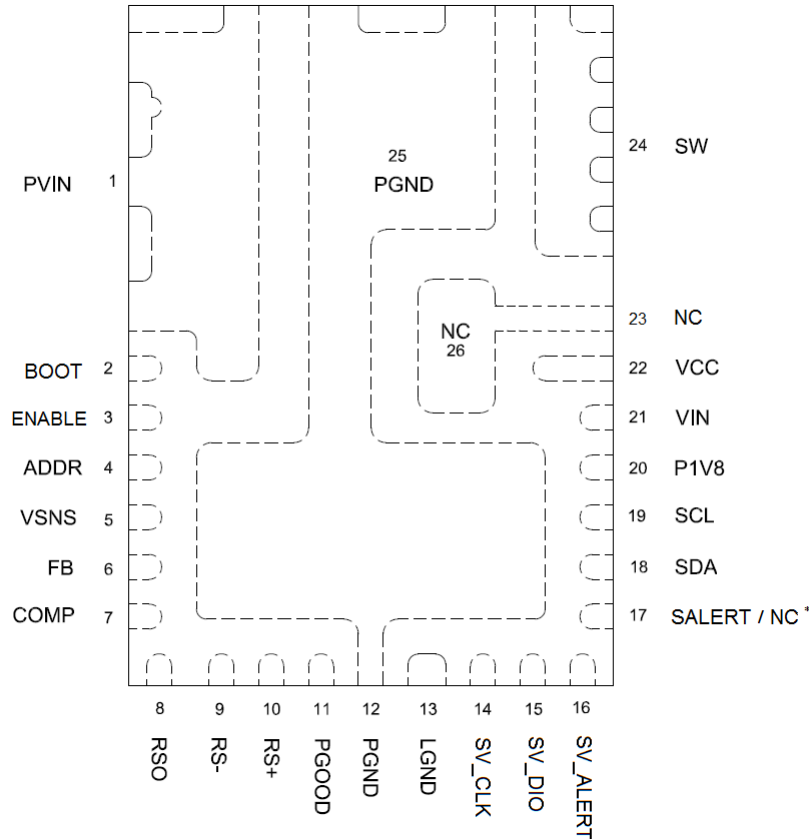 25
PGND
24 SW
PVIN 1
23 NC
NC
26
BOOT 2
22 VCC
ENABLE 3
21 VIN
ADDR 4
20 P1V8
VSNS 5
19 SCL
FB 6
18 SDA
COMP 7
17 SALERT / NC *
8 9 10 11 12 13 14 15 16
RSO
RS-
RS+
PGOOD
PGND
LGND
SV_CLK
SV_DIO
SV_ALERT